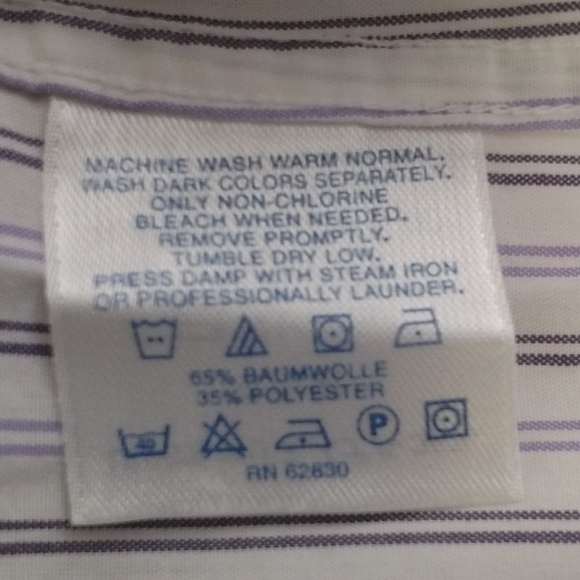 MACHINE WASH WARM NORMAL.
WASH DARK COLORS SEPARATELY.
ONLY NON-CHLORINE
BLEACH WHEN NEEDED.
REMOVE PROMPTLY.
TUMBLE DRY LOW.
PRESS DAMP WITH STEAM IRON
OR PROFESSIONALLY LAUNDER.
65% BAUMWOLLE
35% POLYESTER
40 P
RN 62830